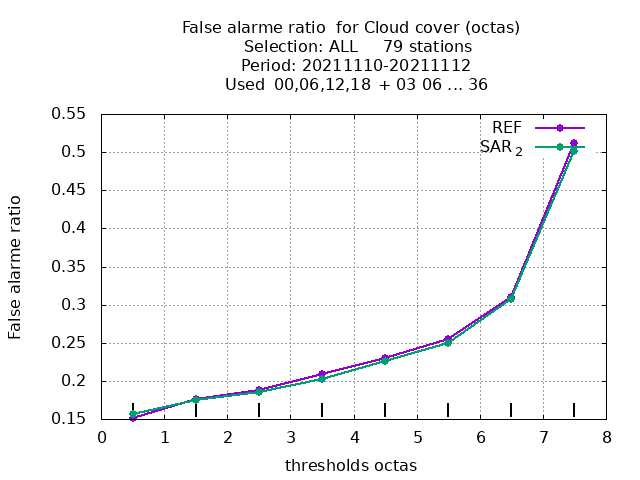 False alarme ratio  for Cloud cover (octas)
Selection: ALL     79 stations
Period: 20211110-20211112
Used  00,06,12,18 + 03 06 ... 36
0.55
0.5
0.45
0.4
0.35
0.3
0.25
0.2
0.15
False alarme ratio
REF
SAR 2
0 1 2 3 4 5 6 7 8
thresholds octas